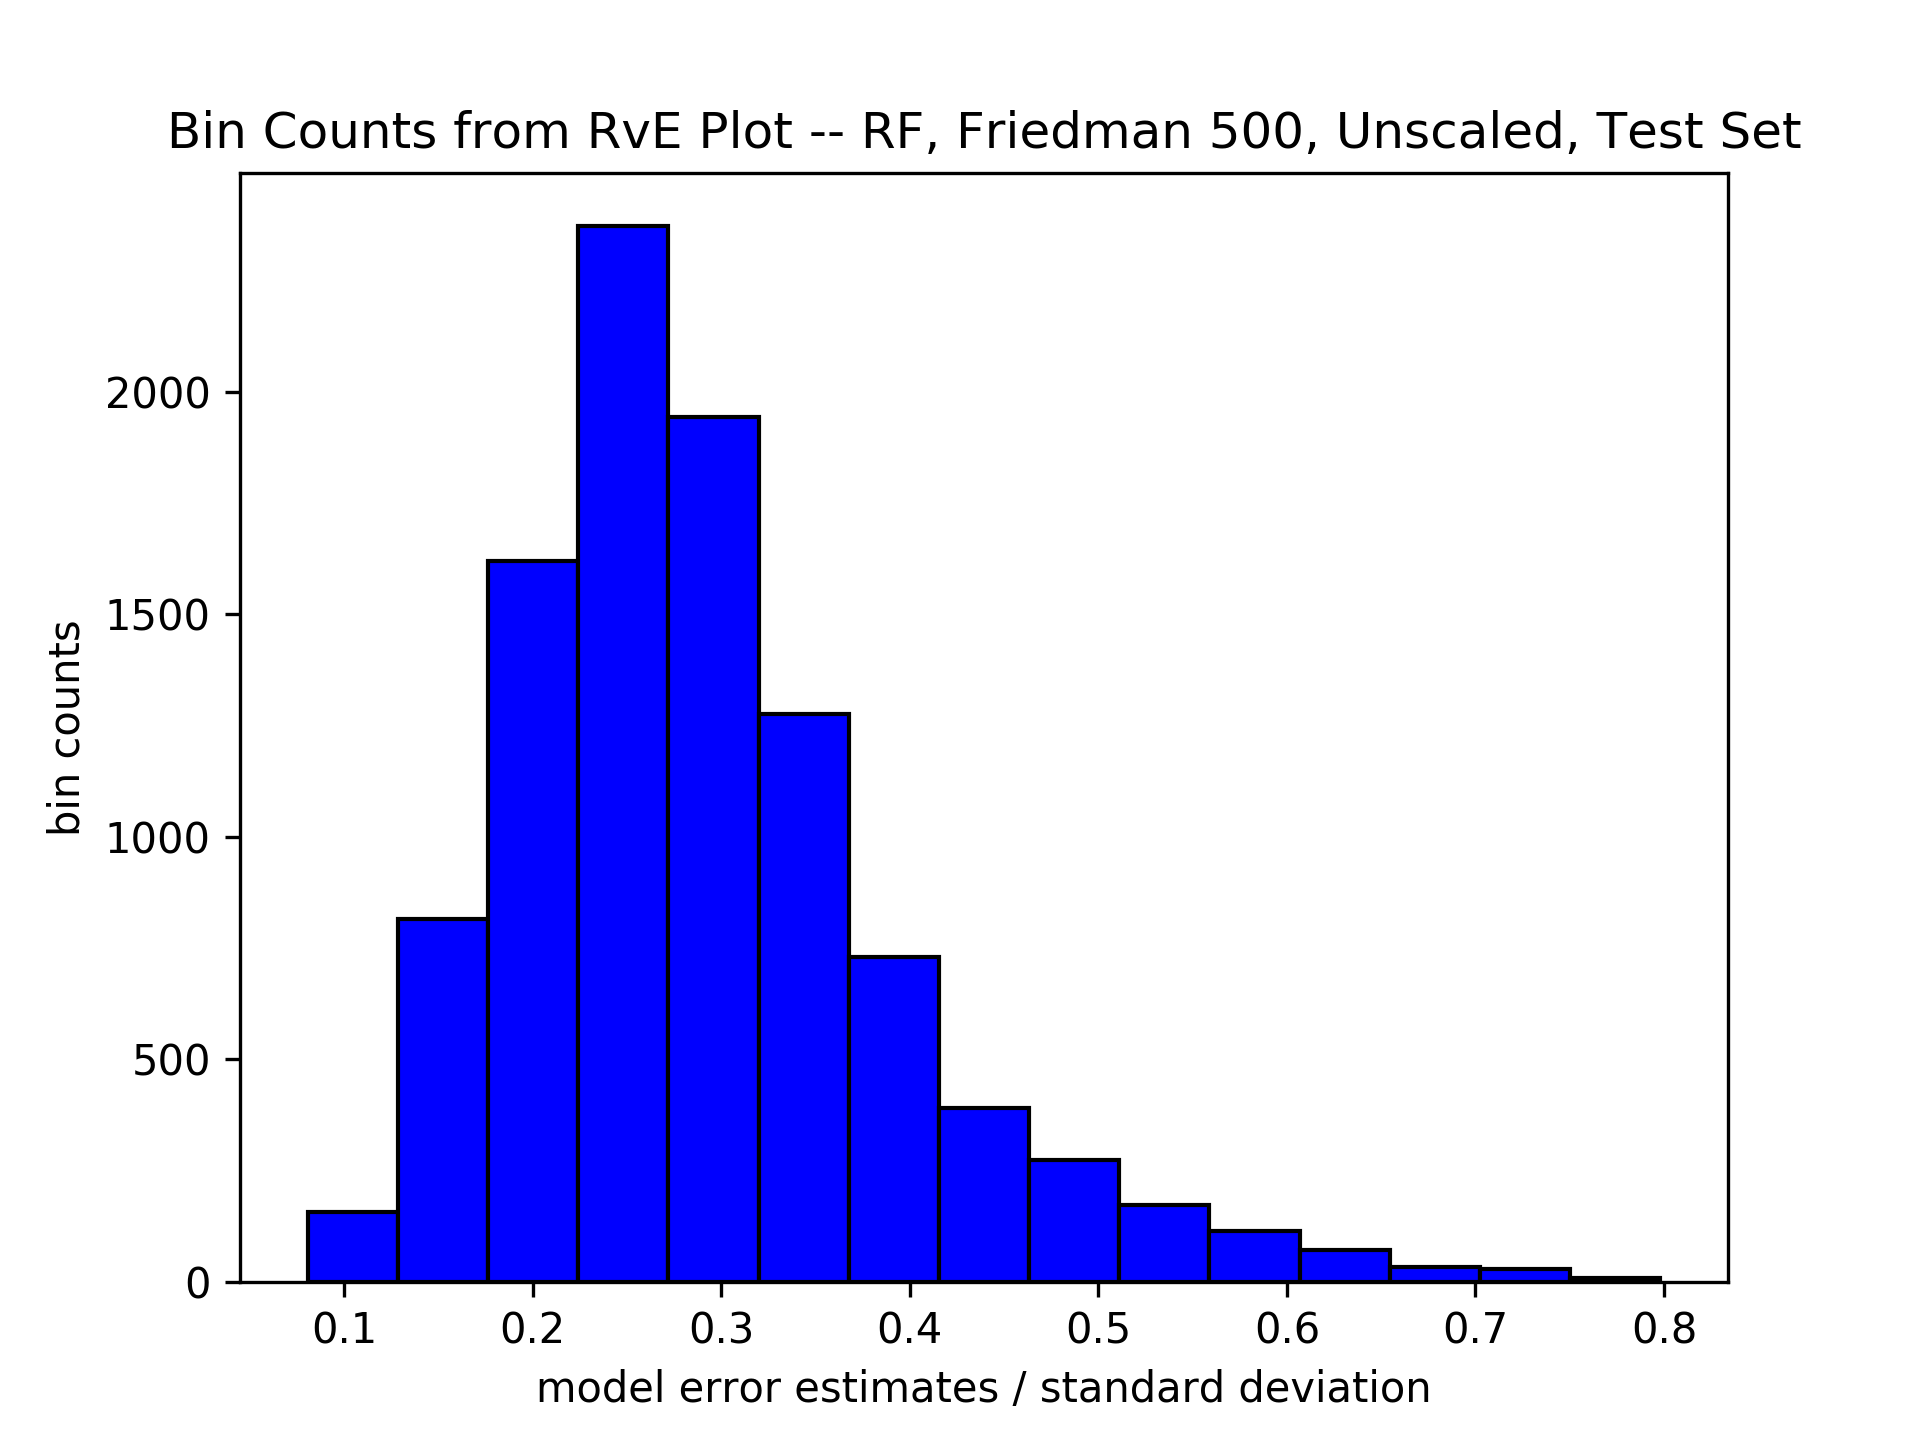 Bin Counts from RvE Plot -- RF, Friedman 500, Unscaled, Test Set
bin counts
2000
1500
1000
500
0
0.1 0.2 0.3 0.4 0.5 0.6 0.7 0.8
model error estimates / standard deviation